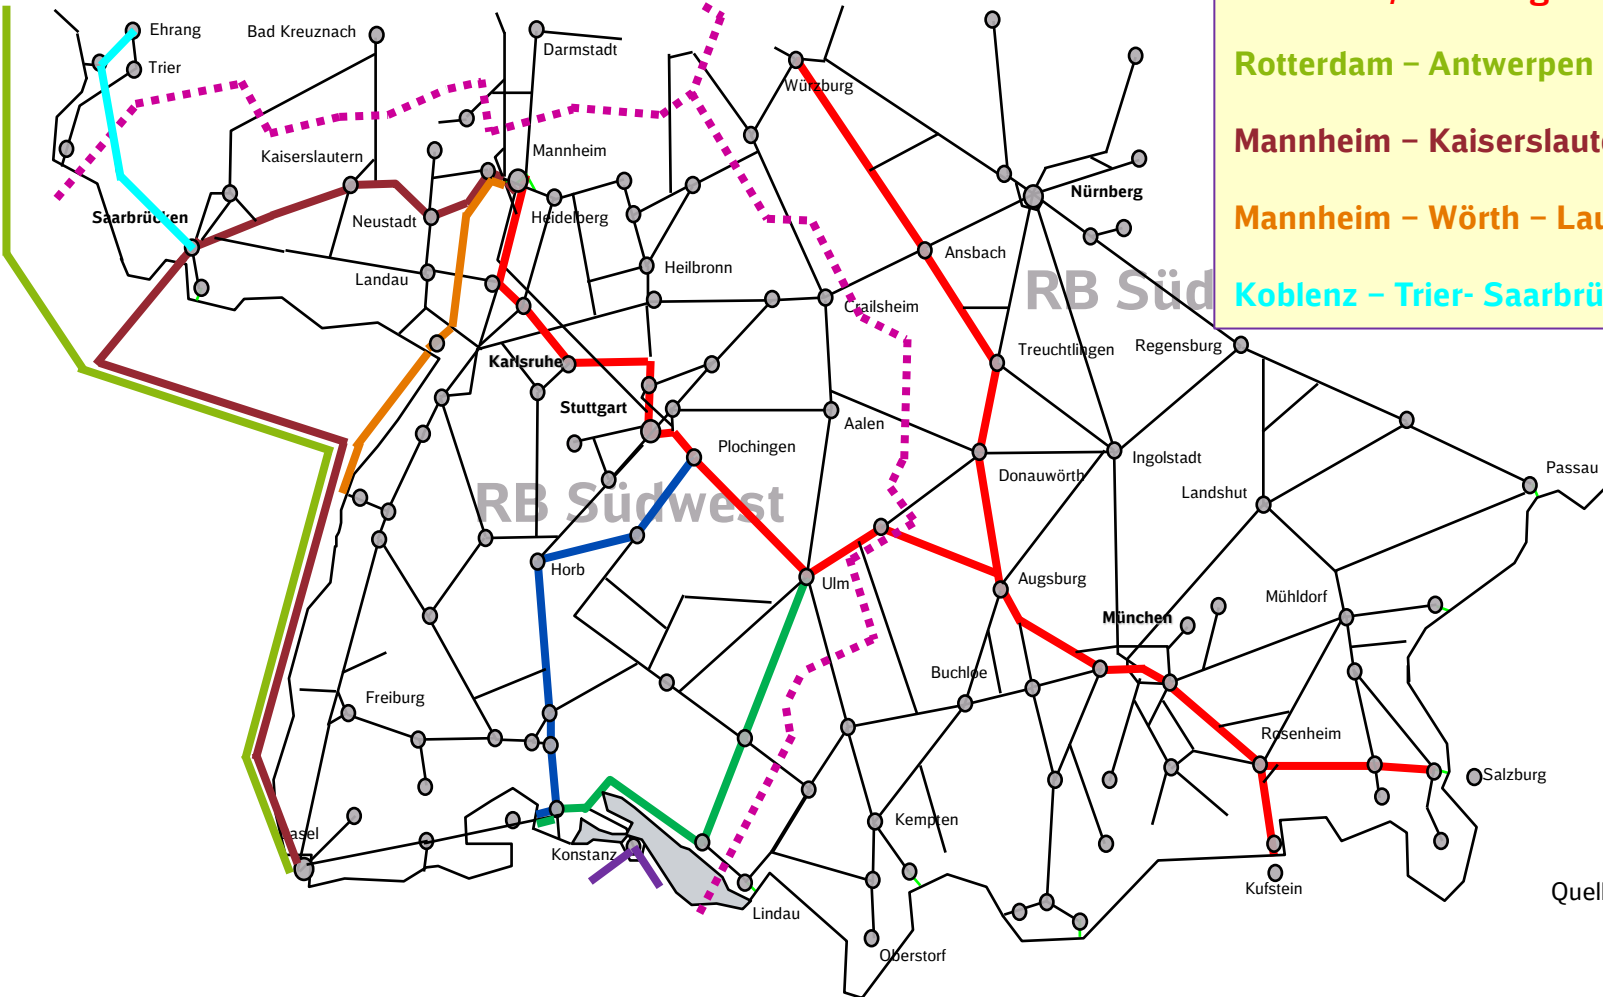 Ehrang
Bad Kreuznach
Darmstadt
Trier
Würzburg
Rotterdam – Antwerpen
Mannheim
Kaiserslautern
Mannheim – Kaiserslaute
Nürnberg
Saarbrücken
Neustadt
Heidelberg
Mannheim – Wörth – Lau
Ansbach
Heilbronn
Landau
RB Süd
Koblenz – Trier- Saarbrü
Crailsheim
Treuchtlingen
Regensburg
Karlsruhe
Stuttgart
Aalen
Plochingen
Ingolstadt
Passau
Donauwörth
Landshut
RB Südwest
Horb
Ulm
Augsburg
Mühldorf
München
Buchloe
Freiburg
Rosenheim
Salzburg
Kempten
asel
Konstanz
Kufstein
Quell
Lindau
Oberstorf